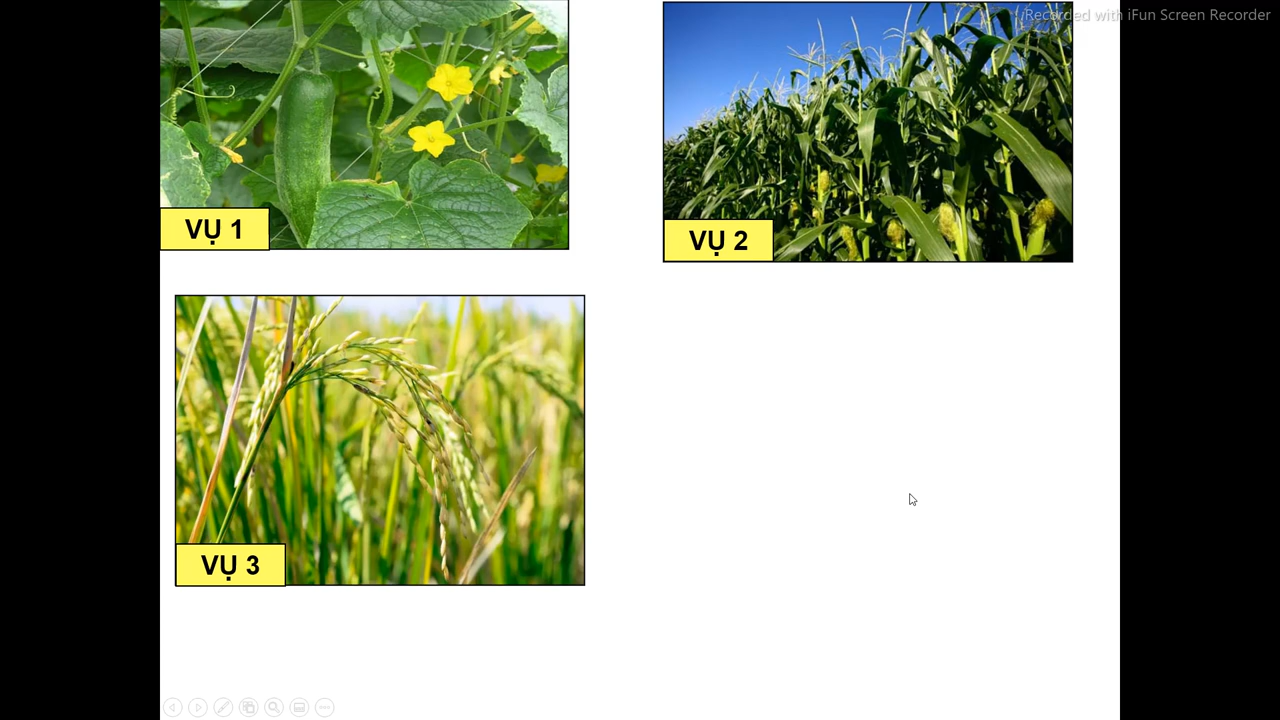 Recorded with iFun Screen Recorder
VỤ 1
VỤ 2
VỤ 3